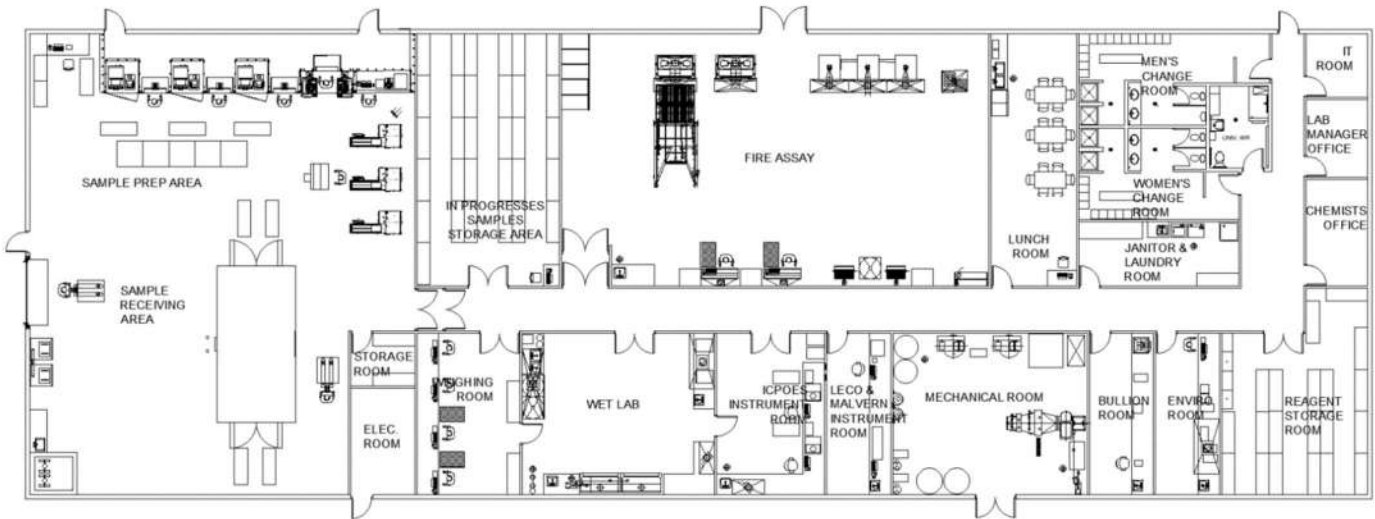 MEN'S
CHANGE
ROOM
IT
ROOM
LAB
MANAGER
OFFICE
UNIV. WR
FIRE ASSAY
SAMPLE PREP AREA
IN PROGRESSES
SAMPLES
STORAGE AREA
WOMEN'S
CHANGE
ROOM
CHEMISTS
OFFICE
LUNCH
ROOM
JANITOR &
LAUNDRY
ROOM
SAMPLE
RECEIVING
AREA
STORAGE
ROOM
ELEC.
ROOM
WEIGHING
ROOM
WET LAB
ICPOES
INSTRUMENT
ROOM
LECO &
MALVERN
INSTRUMENT
ROOM
MECHANICAL ROOM
BULLION
ROOM
ENVIRO
ROOM
REAGENT
STORAGE
ROOM